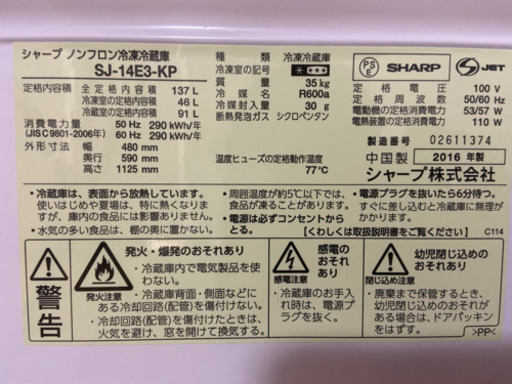 シャープ ノンフロン冷凍冷蔵庫
SJ-14E3-KP
定格内容積 全定格内容積 137 L
冷凍室の定格内容積 46 L
冷蔵室の定格内容積 91 L
消費電力量 50 Hz 290 kWh/年
(JIS C 9801-2006年) 60 Hz 290 kWh/年
外形寸法 幅 480 mm
奥行 590 mm
高さ 1125 mm
種類 冷凍冷蔵庫
冷凍室の記号
質量 35 kg
冷媒名 R600a
冷媒封入量 30 g
断熱発泡ガス シクロペンタン
温度ヒューズの定格動作温度
77℃
PS
E
SHARP
S JET
定格電圧 100 V
定格周波数 50/60 Hz
電動機の定格消費電力 53/57 W
電熱装置の定格消費電力 110 W
製造番号 02611374
中国製 2016 年製
シャープ株式会社
・冷蔵庫は、表面から放熱しています。
使いはじめや夏場は、特に熱くなりますが、庫内の食品には影響ありません。
・水気の多い食品は、棚の奥に置かない。
・周囲温度が約5℃以下では、食品が凍ることがあります。
・電源は必ずコンセントからとる。
・電源プラグを抜いたら6分待つ。
すぐに差し込むと冷蔵庫に無理がかかります。
【くわしくは取扱説明書をご覧ください】
C114
警告
発火注意
発火・爆発のおそれあり
・冷蔵庫内で電気製品を使わない。
・冷蔵庫背面・側面などにある冷却回路(配管)を傷付けない。
・冷却回路(配管)を傷付けたときは、火気を避け、窓を開けて換気する。
感電注意
感電のおそれあり
・冷蔵庫のお手入れ時は、電源プラグを抜く。
閉じ込め注意
幼児閉じ込めのおそれあり
・廃棄まで保管するとき、幼児閉じ込めのおそれがある場合は、ドアパッキンをはずす。
>PP<